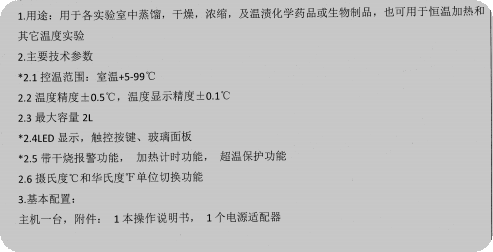 1.用途：用于各实验室中蒸馏，干燥，浓缩，及温渍化学药品或生物制品，也可用于恒温加热和
其它温度实验
2.主要技术参数
*2.1 控温范围：室温+5-99℃
2.2 温度精度±0.5℃，温度显示精度±0.1℃
2.3 最大容量 2L
*2.4LED 显示，触控按键、玻璃面板
*2.5 带干烧报警功能， 加热计时功能， 超温保护功能
2.6 摄氏度℃和华氏度℉单位切换功能
3.基本配置：
主机一台，附件： 1 本操作说明书， 1 个电源适配器